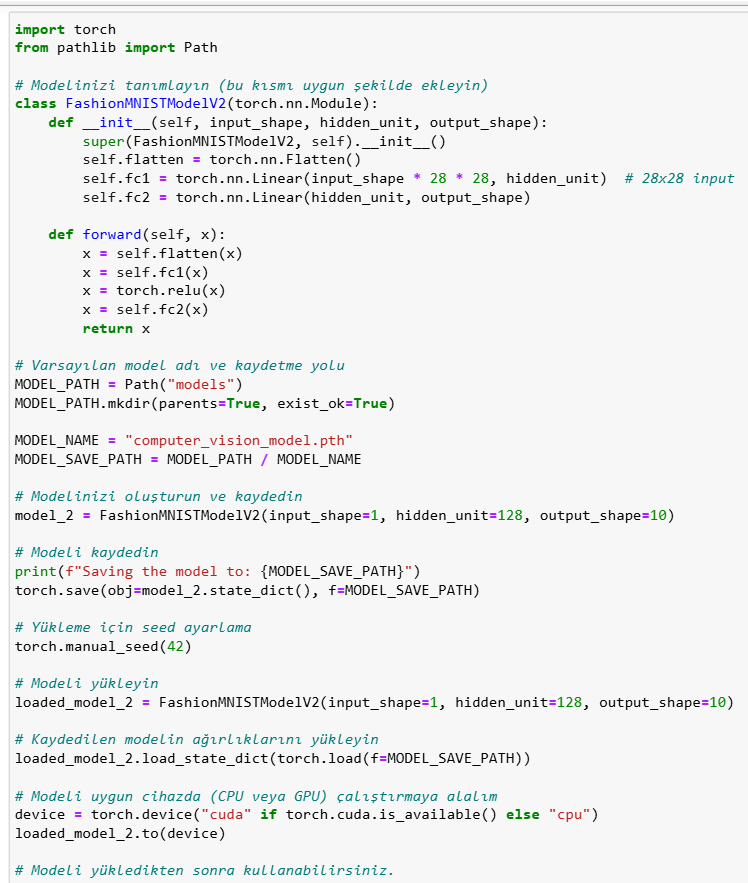 import torch
from pathlib import Path
# Modelinizi tanımlayın (bu kısmı uygun şekilde ekleyin)
class FashionMNISTModelV2(torch.nn.Module):
    def __init__(self, input_shape, hidden_unit, output_shape):
        super(FashionMNISTModelV2, self).__init__()
        self.flatten = torch.nn.Flatten()
        self.fc1 = torch.nn.Linear(input_shape * 28 * 28, hidden_unit)  # 28x28 input
        self.fc2 = torch.nn.Linear(hidden_unit, output_shape)
    def forward(self, x):
        x = self.flatten(x)
        x = self.fc1(x)
        x = torch.relu(x)
        x = self.fc2(x)
        return x
# Varsayılan model adı ve kaydetme yolu
MODEL_PATH = Path("models")
MODEL_PATH.mkdir(parents=True, exist_ok=True)
MODEL_NAME = "computer_vision_model.pth"
MODEL_SAVE_PATH = MODEL_PATH / MODEL_NAME
# Modelinizi oluşturun ve kaydedin
model_2 = FashionMNISTModelV2(input_shape=1, hidden_unit=128, output_shape=10)
# Modeli kaydedin
print(f"Saving the model to: {MODEL_SAVE_PATH}")
torch.save(obj=model_2.state_dict(), f=MODEL_SAVE_PATH)
# Yükleme için seed ayarlama
torch.manual_seed(42)
# Modeli yükleyin
loaded_model_2 = FashionMNISTModelV2(input_shape=1, hidden_unit=128, output_shape=10)
# Kaydedilen modelin ağırlıklarını yükleyin
loaded_model_2.load_state_dict(torch.load(f=MODEL_SAVE_PATH))
# Modeli uygun cihazda (CPU veya GPU) çalıştırmaya alalım
device = torch.device("cuda" if torch.cuda.is_available() else "cpu")
loaded_model_2.to(device)
# Modeli yükledikten sonra kullanabilirsiniz.